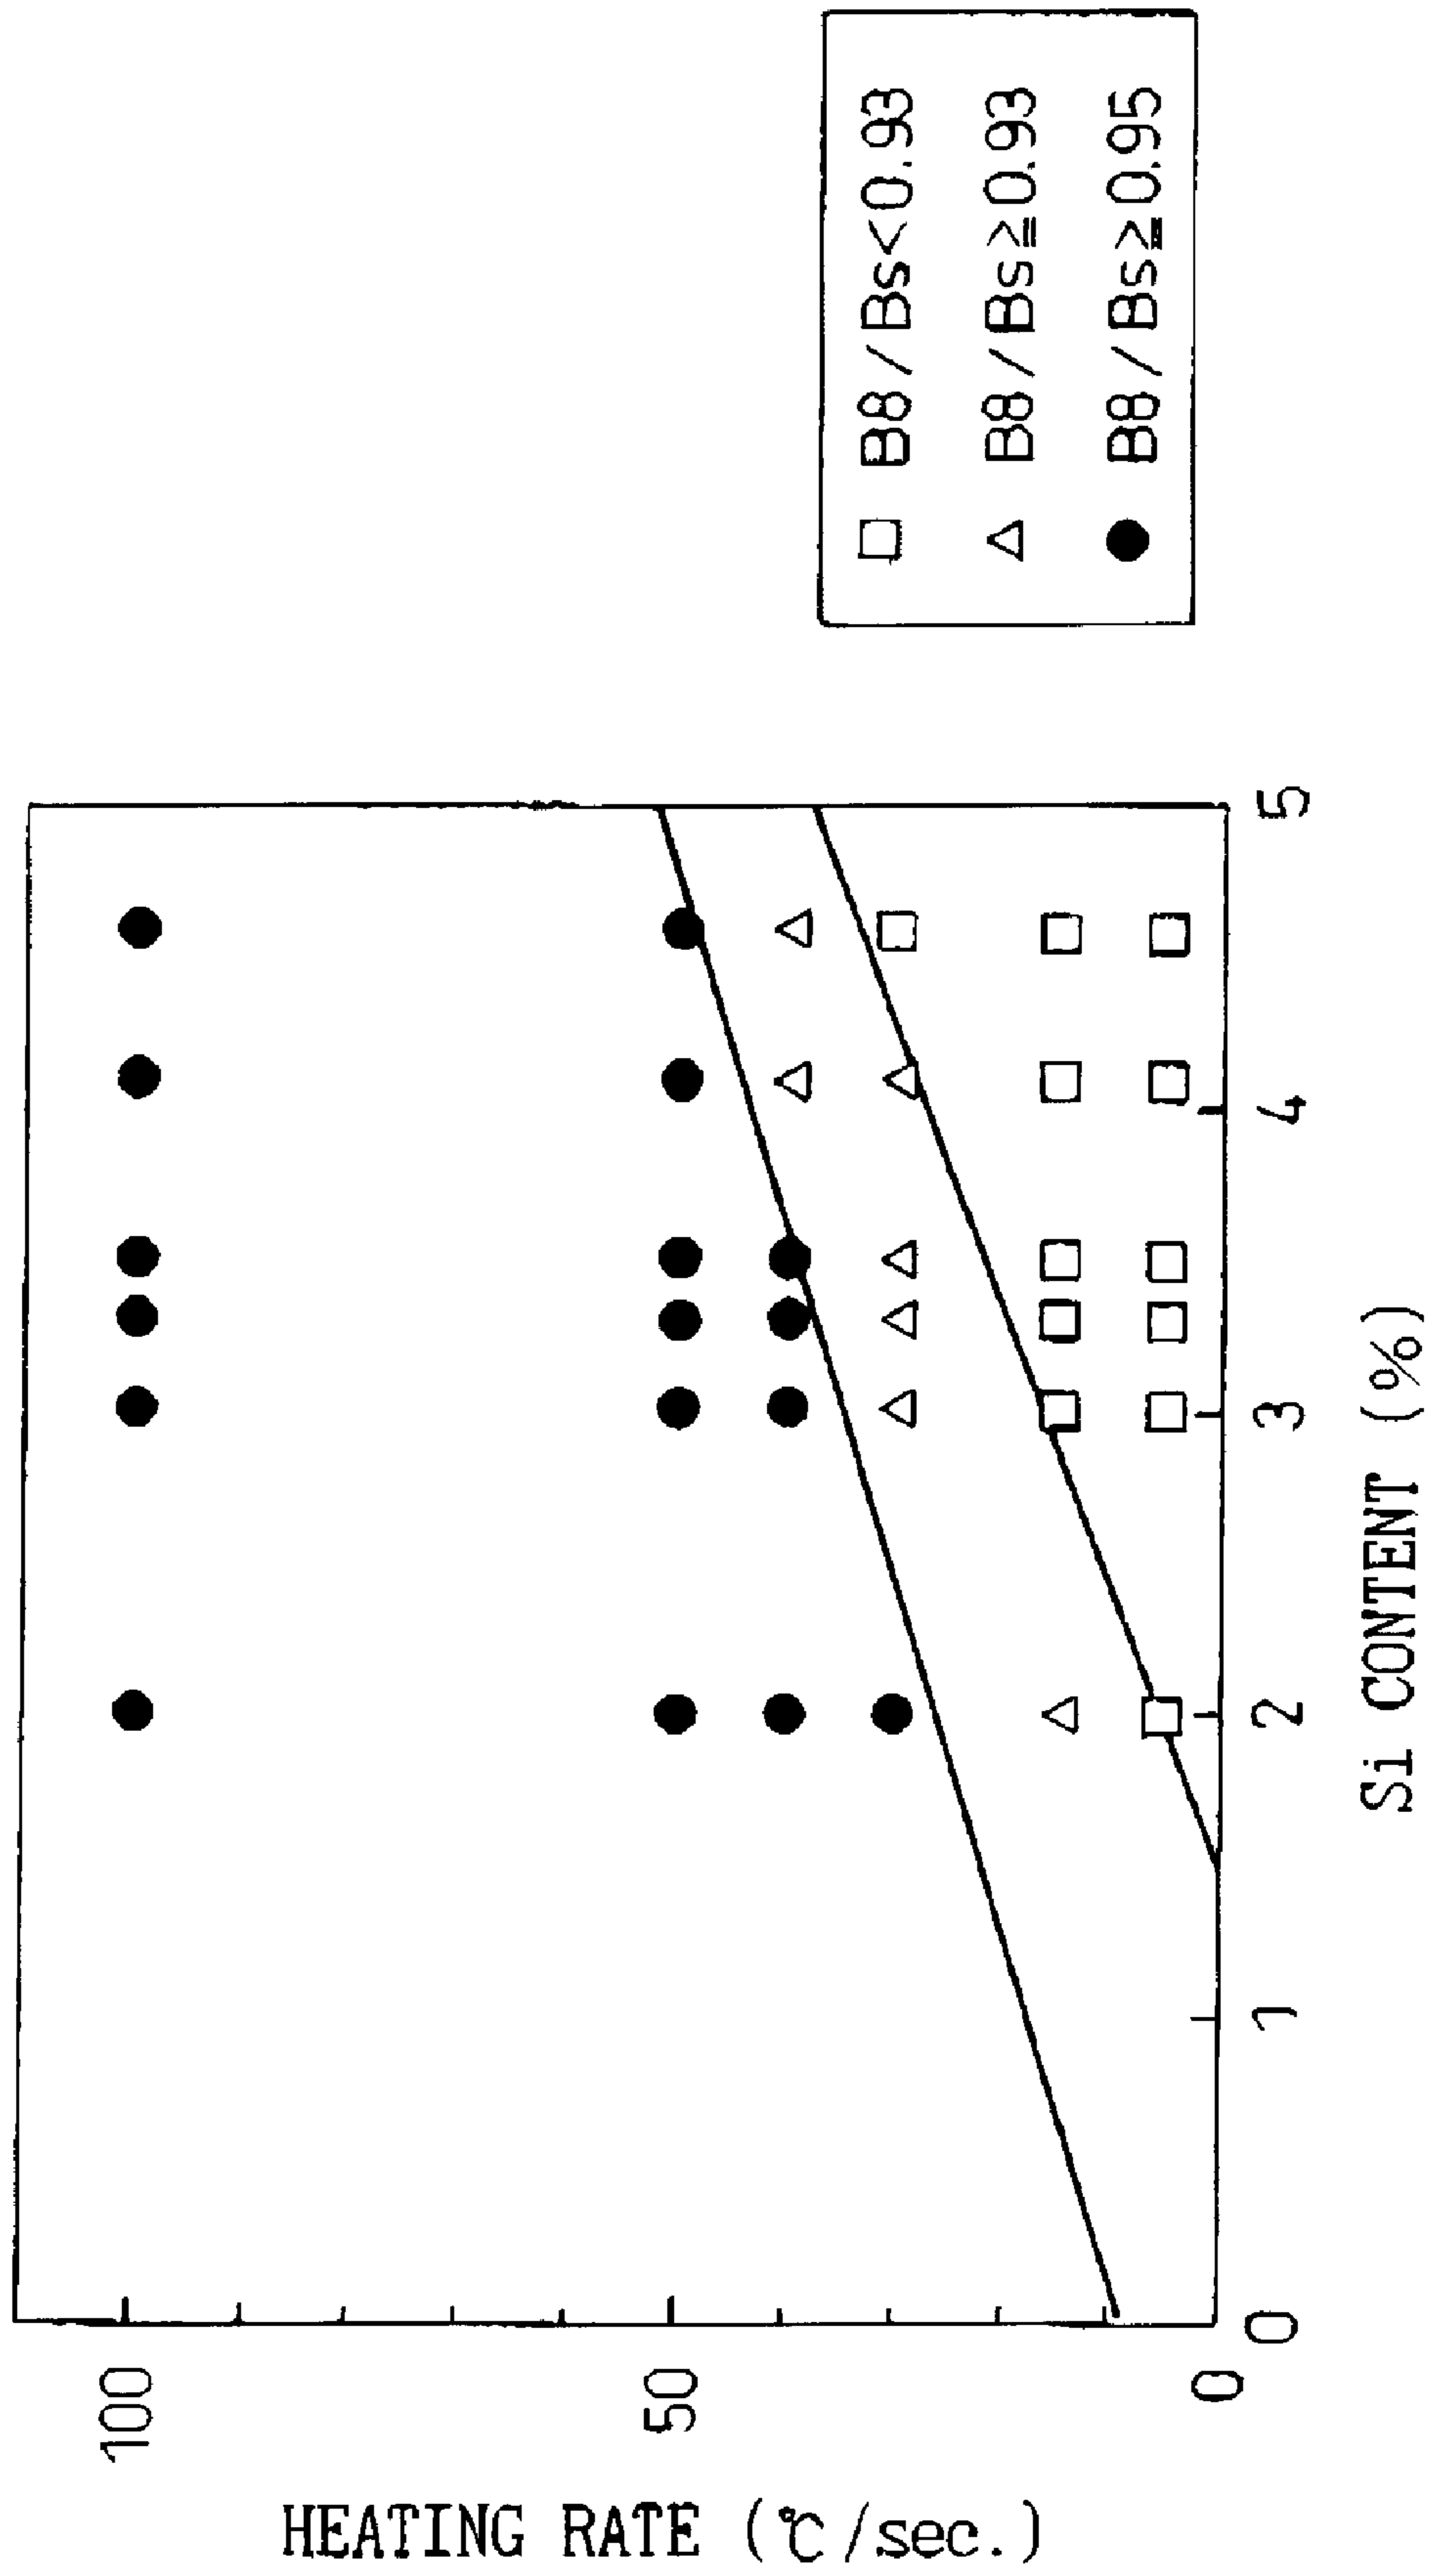 HEATING RATE (℃/sec.)
100
50
0
0
1
2
3
4
5
Si CONTENT (%)
□ B8/Bs<0.93
△ B8/Bs≧0.93
● B8/Bs≧0.95